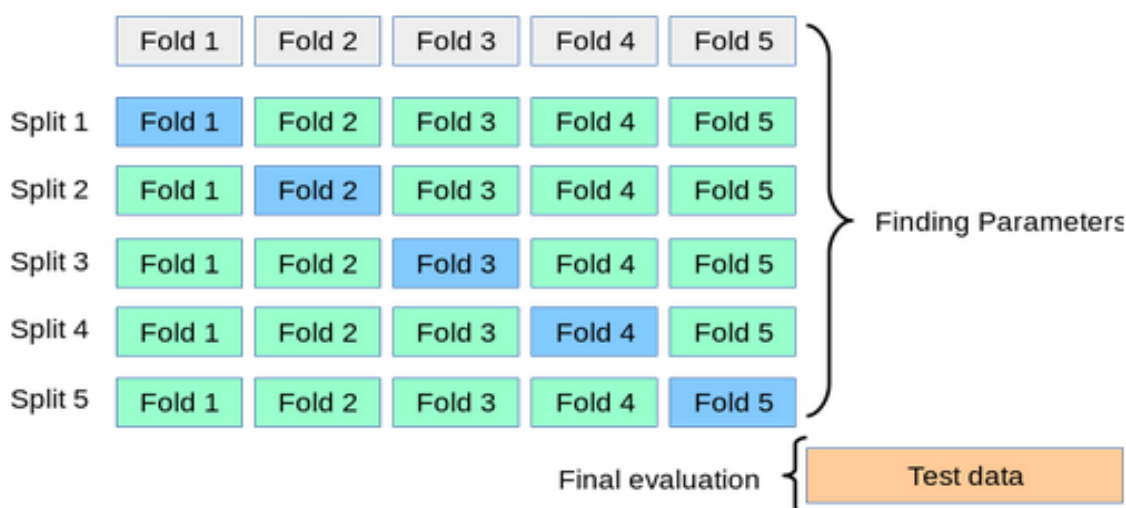 Fold 1 Fold 2 Fold 3 Fold 4 Fold 5
Split 1 Fold 1 Fold 2 Fold 3 Fold 4 Fold 5
Split 2 Fold 1 Fold 2 Fold 3 Fold 4 Fold 5
Finding Parameters
Split 3 Fold 1 Fold 2 Fold 3 Fold 4 Fold 5
Split 4 Fold 1 Fold 2 Fold 3 Fold 4 Fold 5
Split 5 Fold 1 Fold 2 Fold 3 Fold 4 Fold 5
Final evaluation Test data